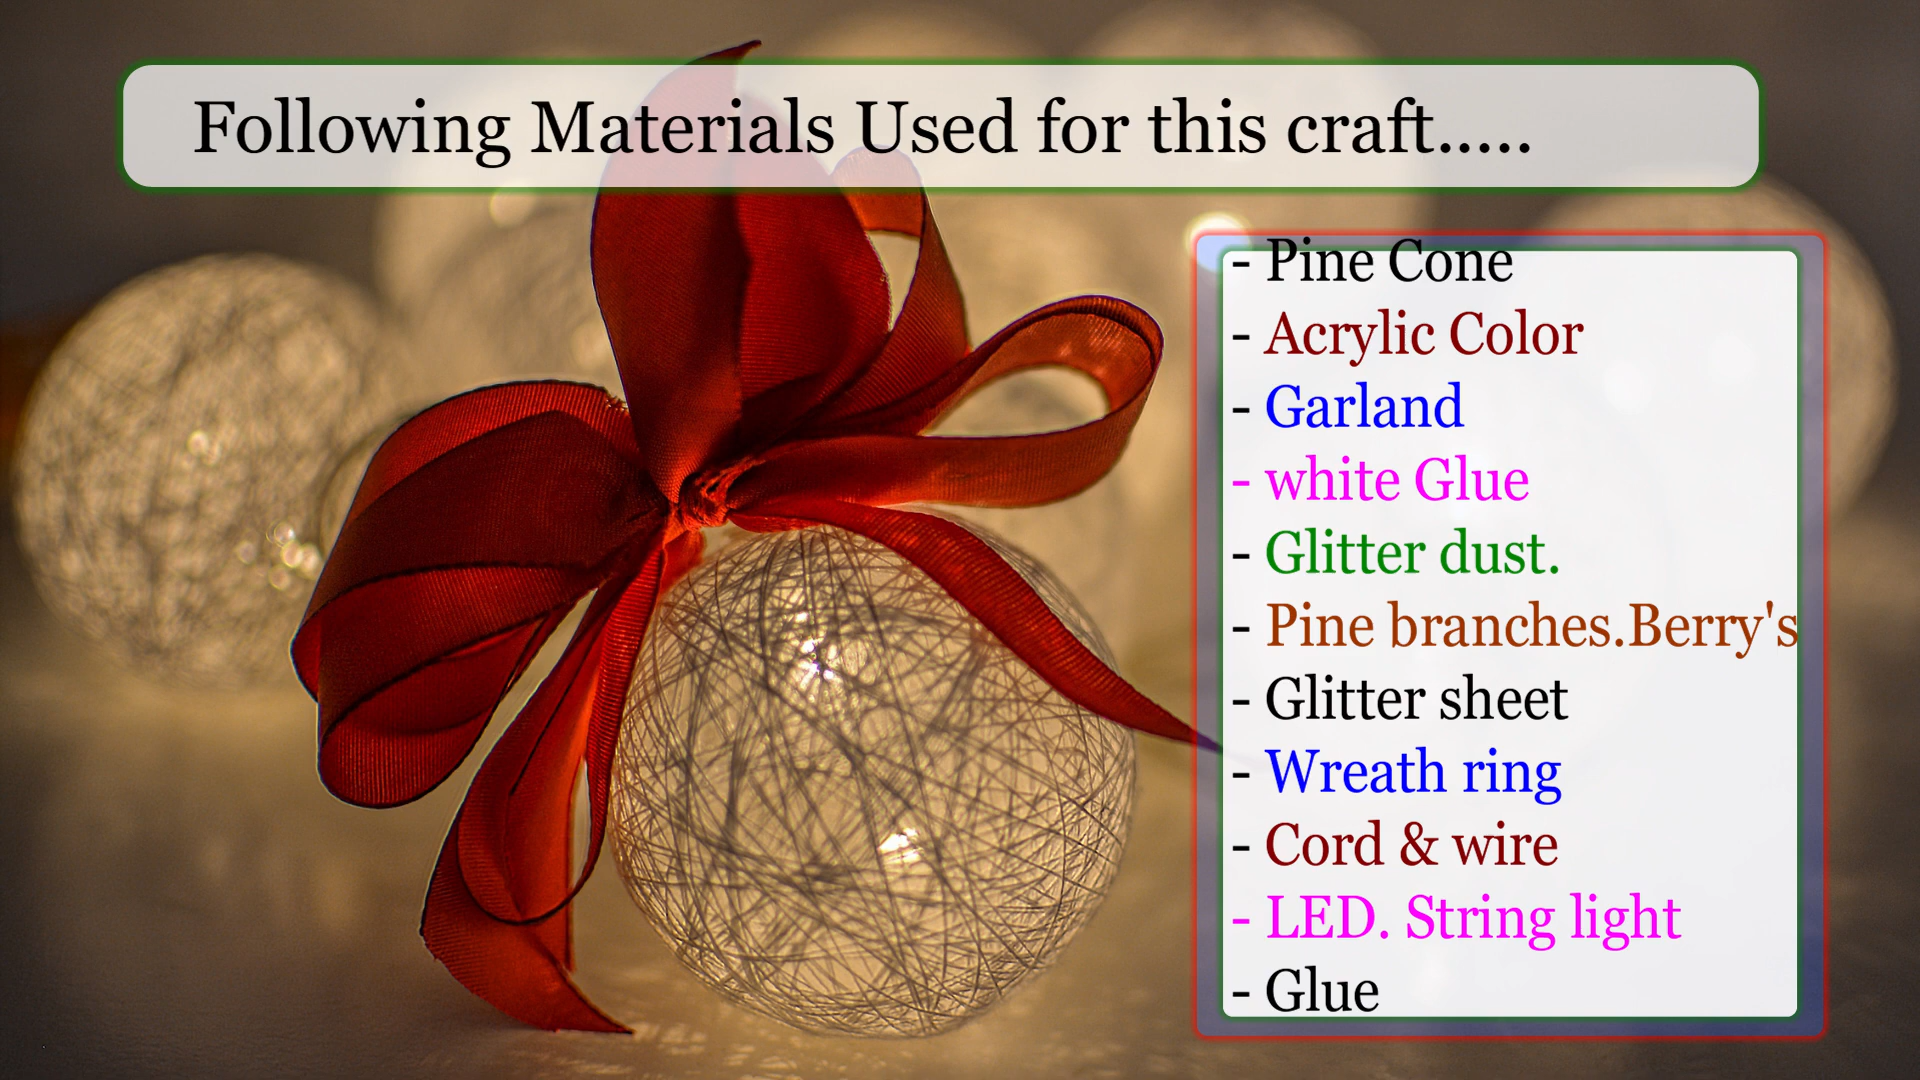 Following Materials Used for this craft.....
- Pine Cone
- Acrylic Color
- Garland
- white Glue
- Glitter dust.
- Pine branches.Berry's
- Glitter sheet
- Wreath ring
- Cord & wire
- LED. String light
- Glue